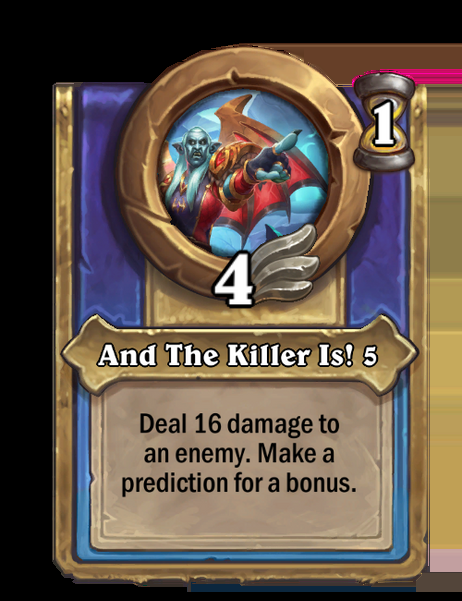 1
4
And The Killer Is! 5
Deal 16 damage to
an enemy. Make a
prediction for a bonus.